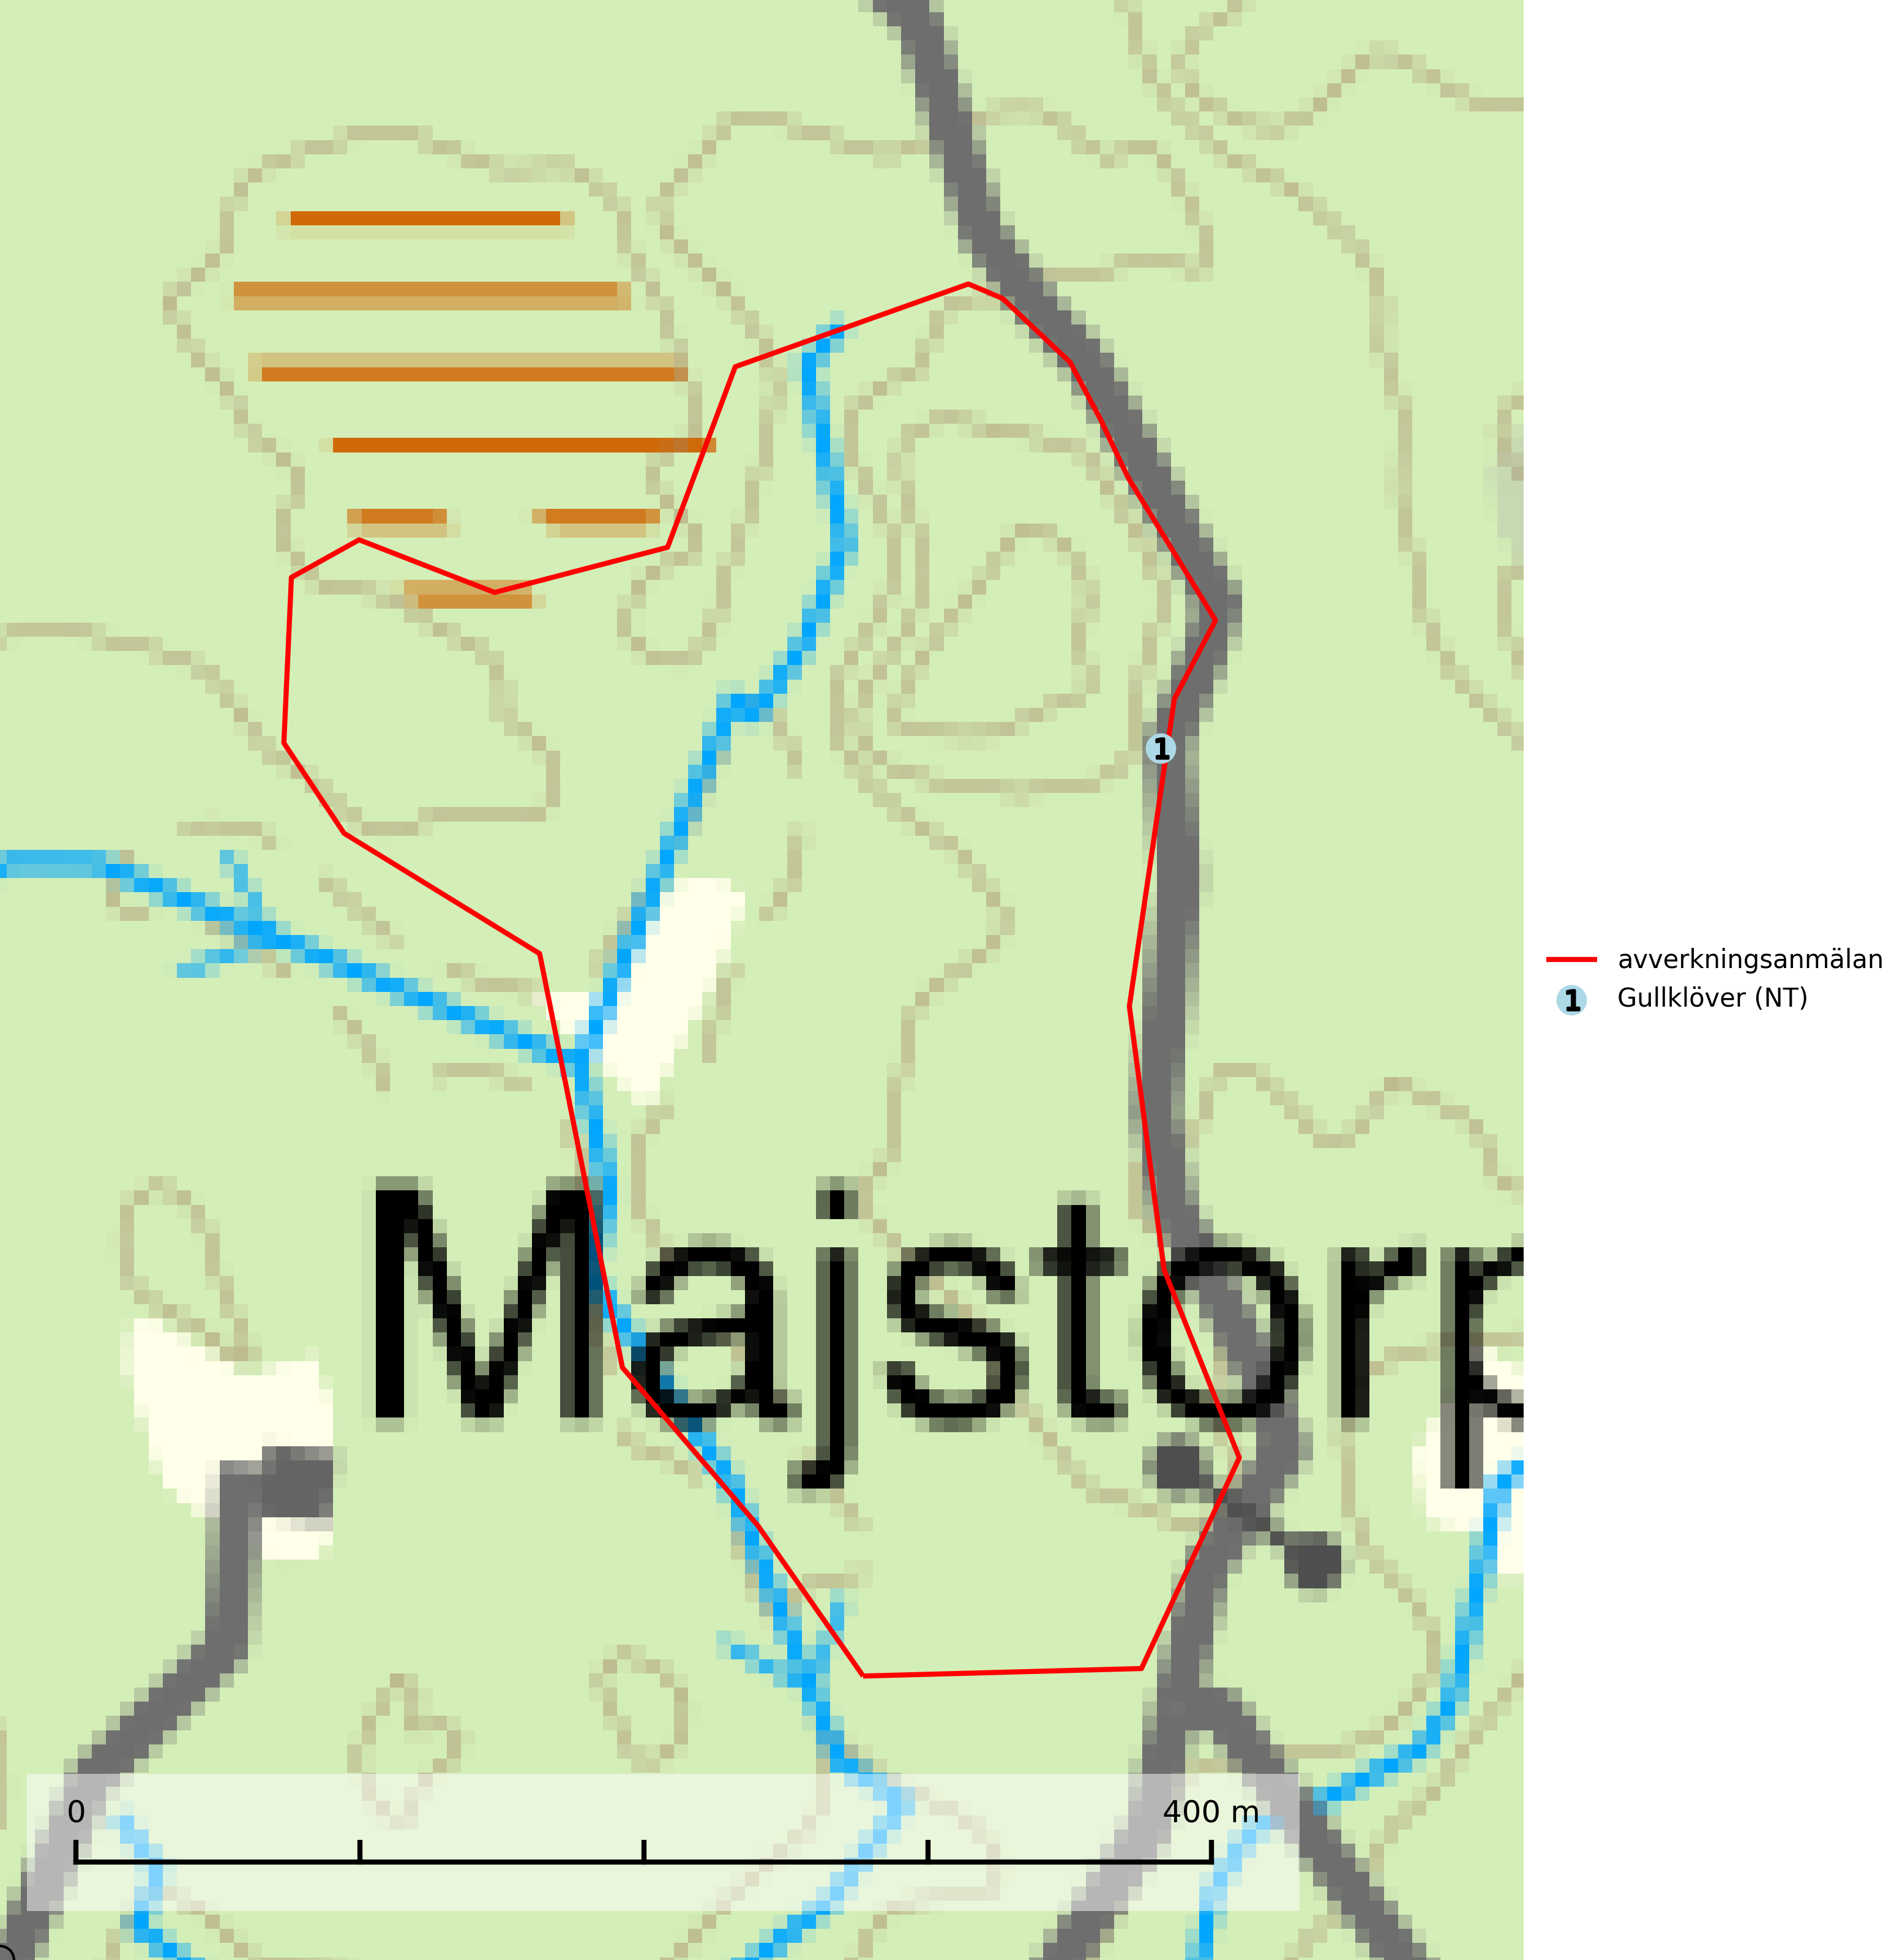 1
Majstorp
0 400 m
avverkningsanmälan
1 Gullklöver (NT)